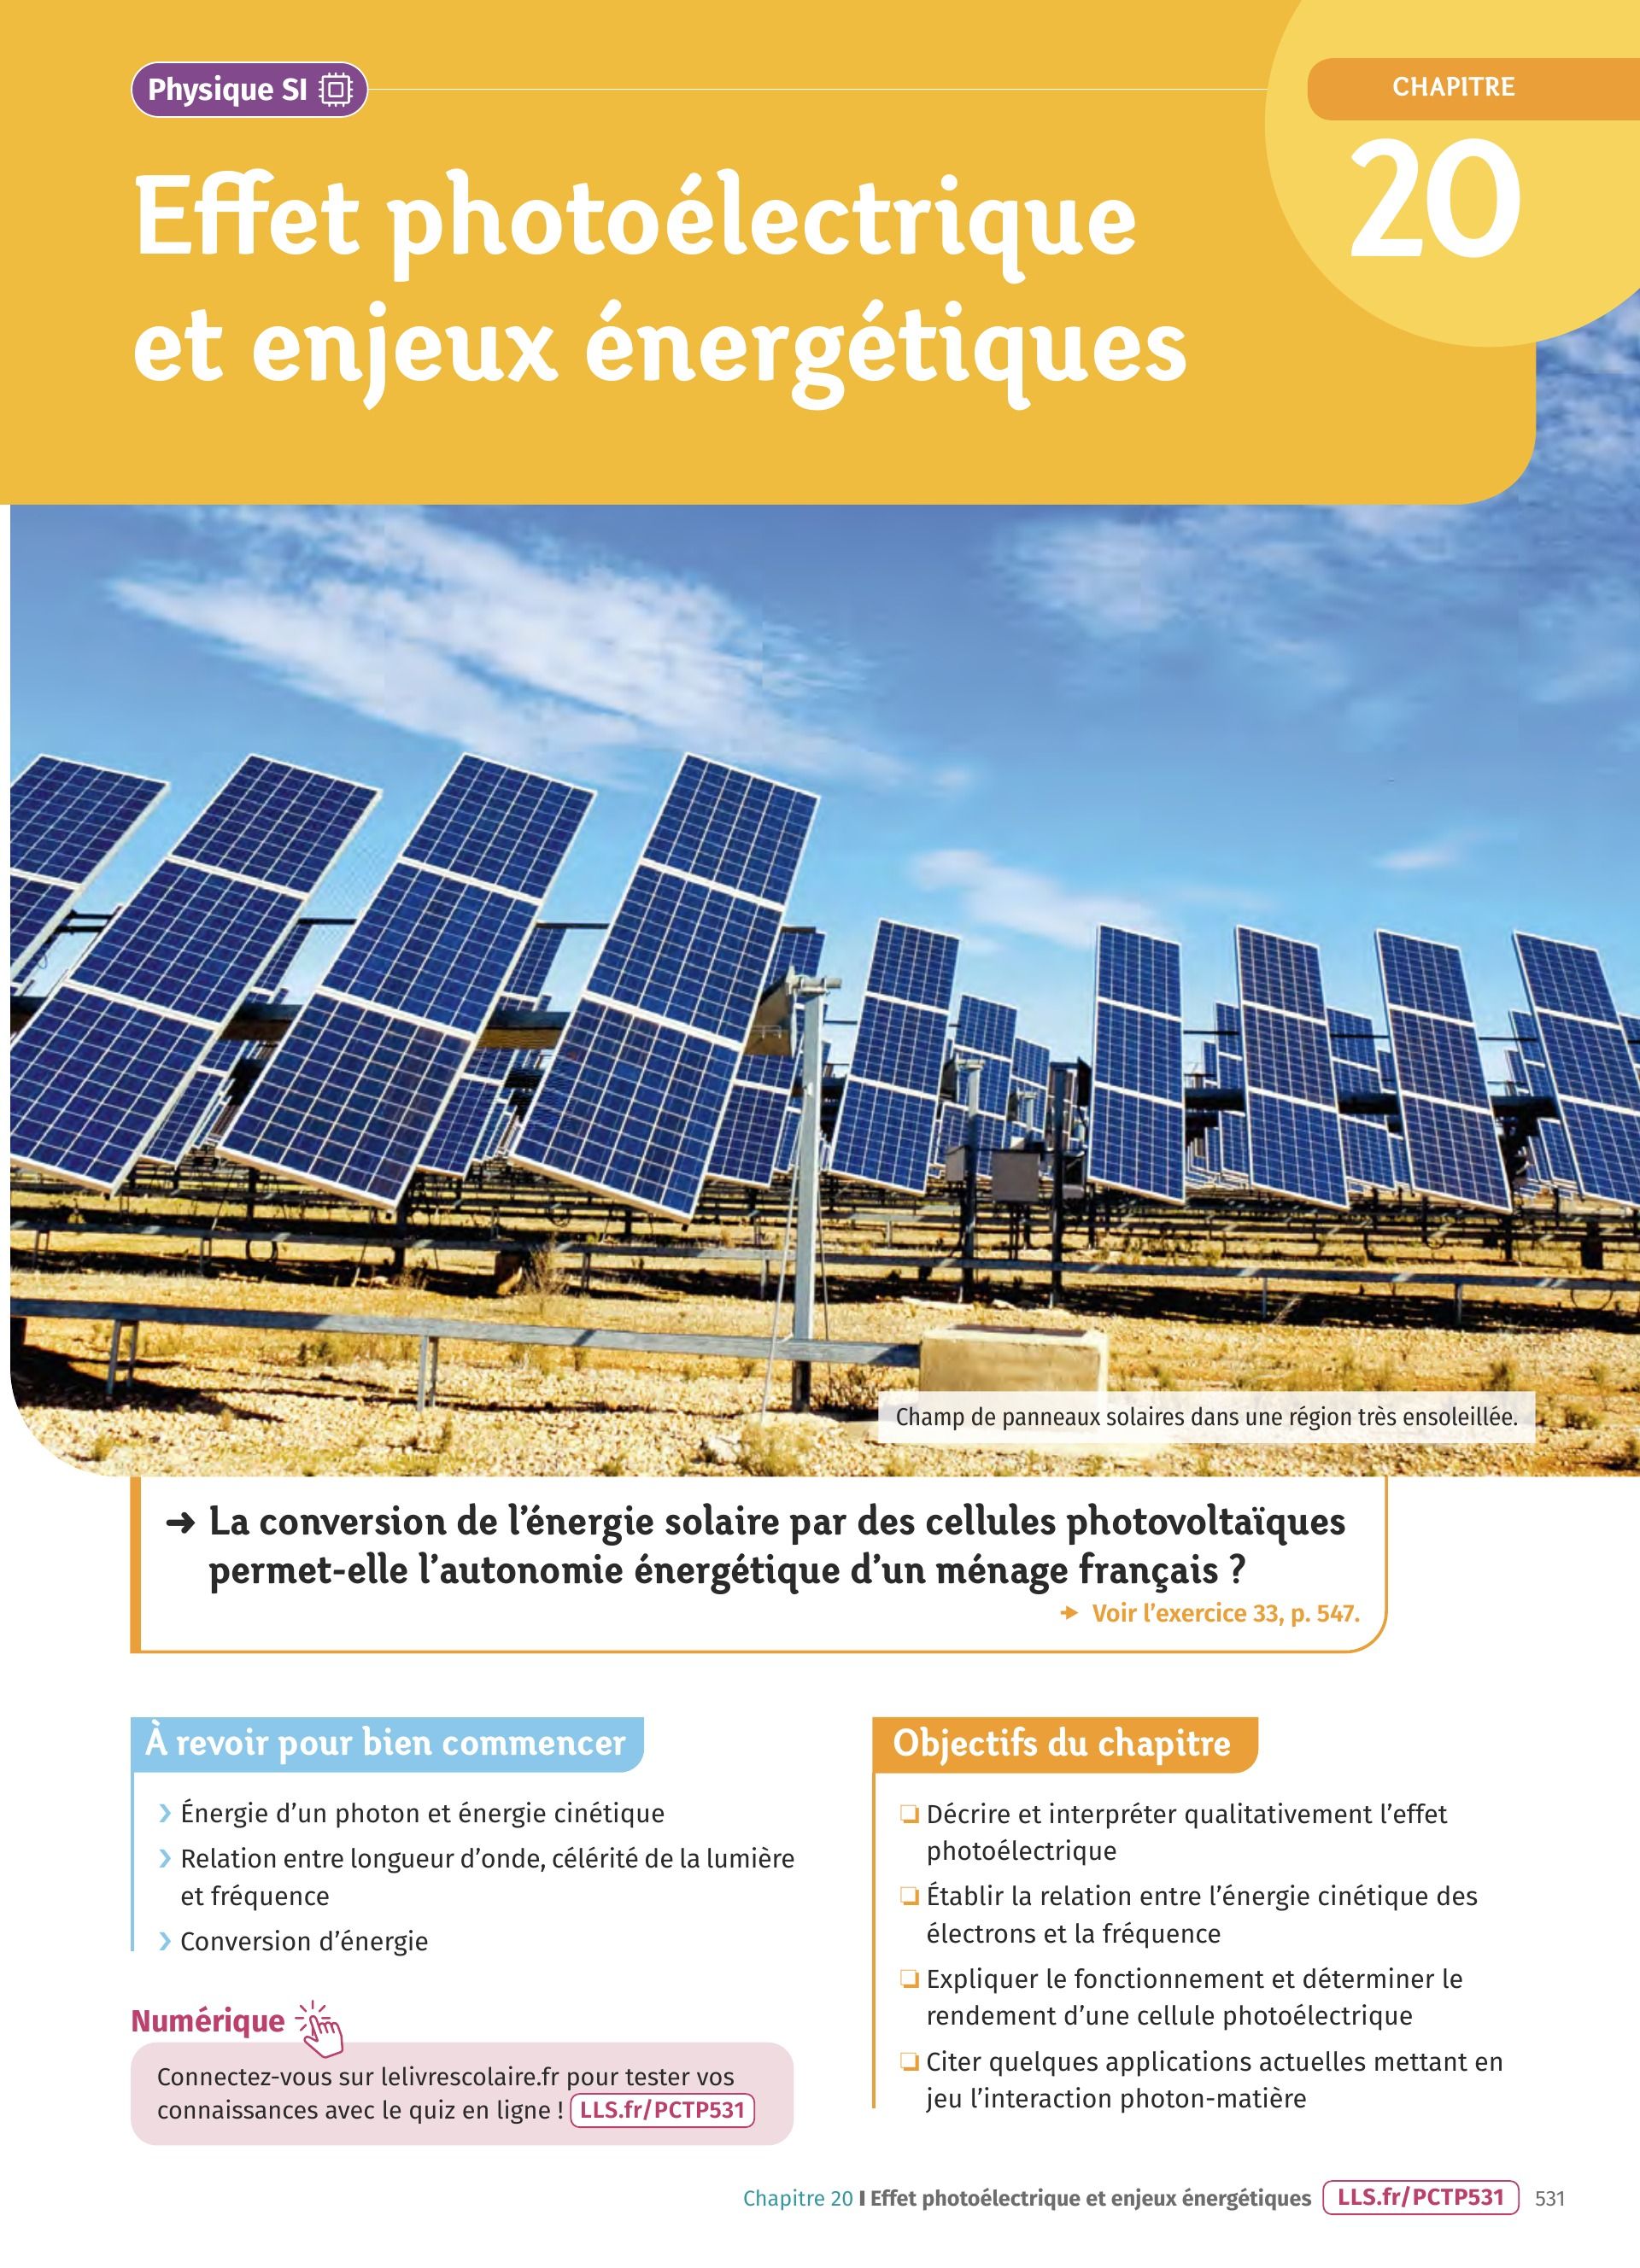 Physique SI
CHAPITRE
20
Effet photoélectrique
et enjeux énergétiques
Champ de panneaux solaires dans une région très ensoleillée.
➜ La conversion de l'énergie solaire par des cellules photovoltaïques
permet-elle l'autonomie énergétique d'un ménage français ?
➜ Voir l'exercice 33, p. 547.
À revoir pour bien commencer
› Énergie d'un photon et énergie cinétique
› Relation entre longueur d'onde, célérité de la lumière
et fréquence
› Conversion d'énergie
Numérique
Connectez-vous sur lelivrescolaire.fr pour tester vos
connaissances avec le quiz en ligne ! LLS.fr/PCTP531
Objectifs du chapitre
❏ Décrire et interpréter qualitativement l'effet
photoélectrique
❏ Établir la relation entre l'énergie cinétique des
électrons et la fréquence
❏ Expliquer le fonctionnement et déterminer le
rendement d'une cellule photoélectrique
❏ Citer quelques applications actuelles mettant en
jeu l'interaction photon-matière
Chapitre 20 I Effet photoélectrique et enjeux énergétiques LLS.fr/PCTP531 531